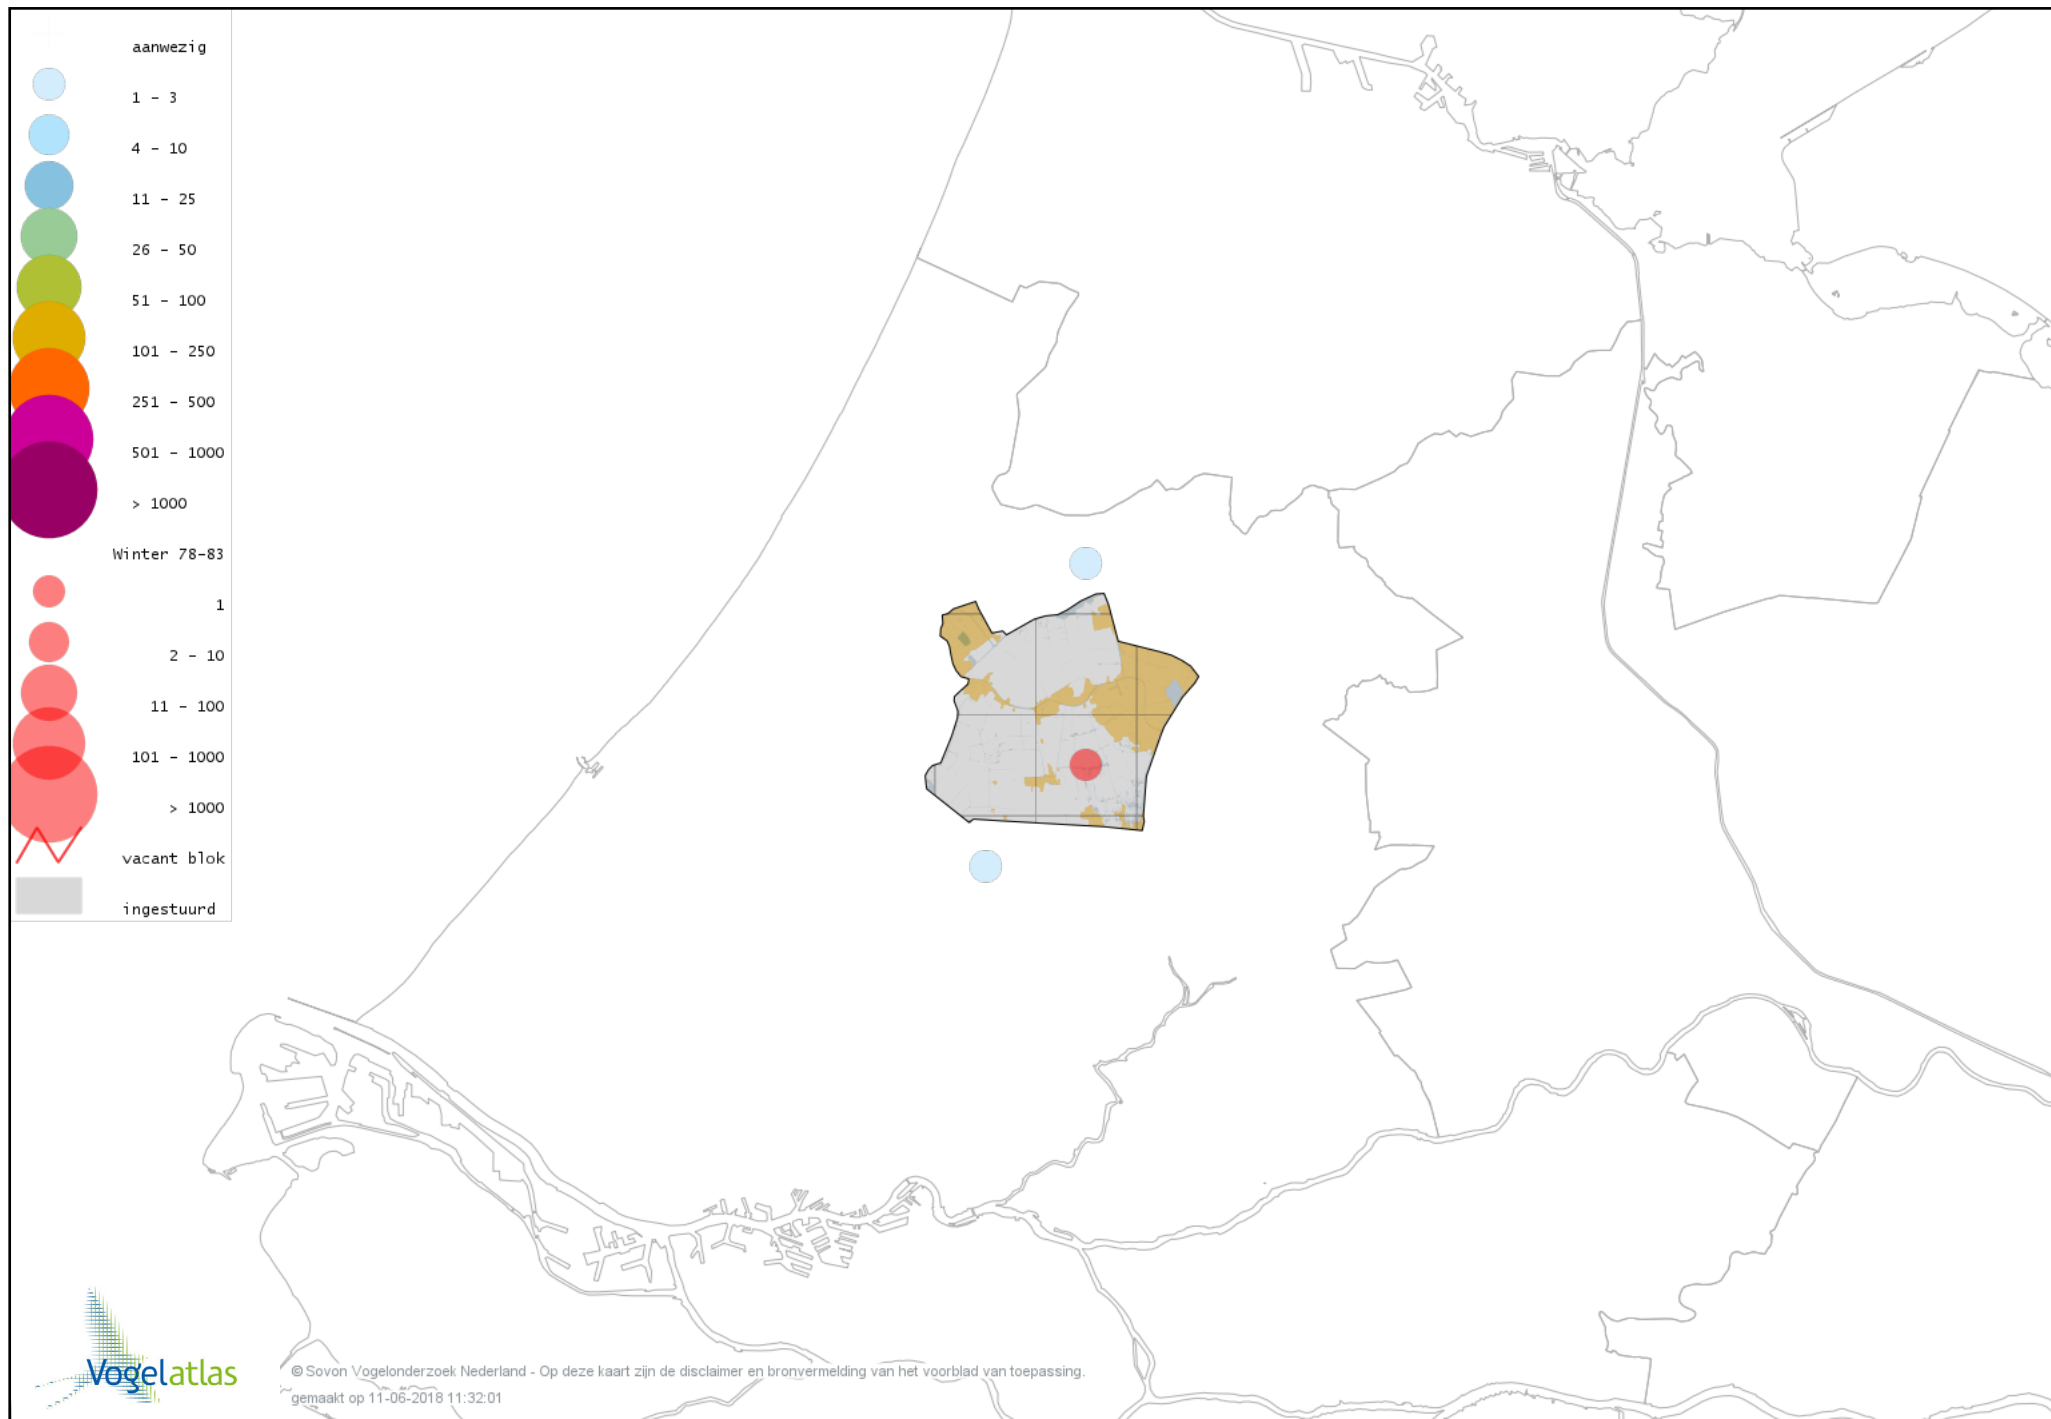 aanwezig
1 - 3
4 - 10
11 - 25
26 - 50
51 - 100
101 - 250
251 - 500
501 - 1000
> 1000
Winter 78-83
1
2 - 10
11 - 100
101 - 1000
> 1000
vacant blok
ingestuurd
Vogelatlas
© Sovon Vogelonderzoek Nederland - Op deze kaart zijn de disclaimer en bronvermelding van het voorblad van toepassing.
gemaakt op 11-06-2018 11:32:01